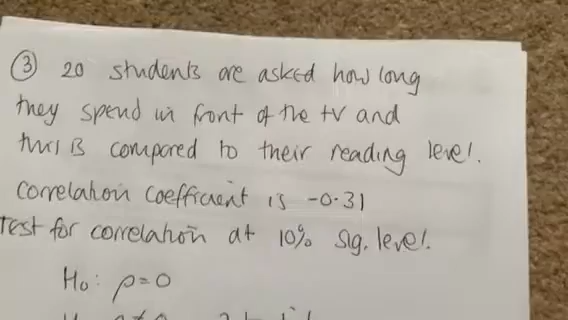 ③ 20 students are asked how long
they spend in front of the tv and
this is compared to their reading level.
Correlation coefficient is -0.31
Test for correlation at 10% sig. level.
H₀: ρ=0